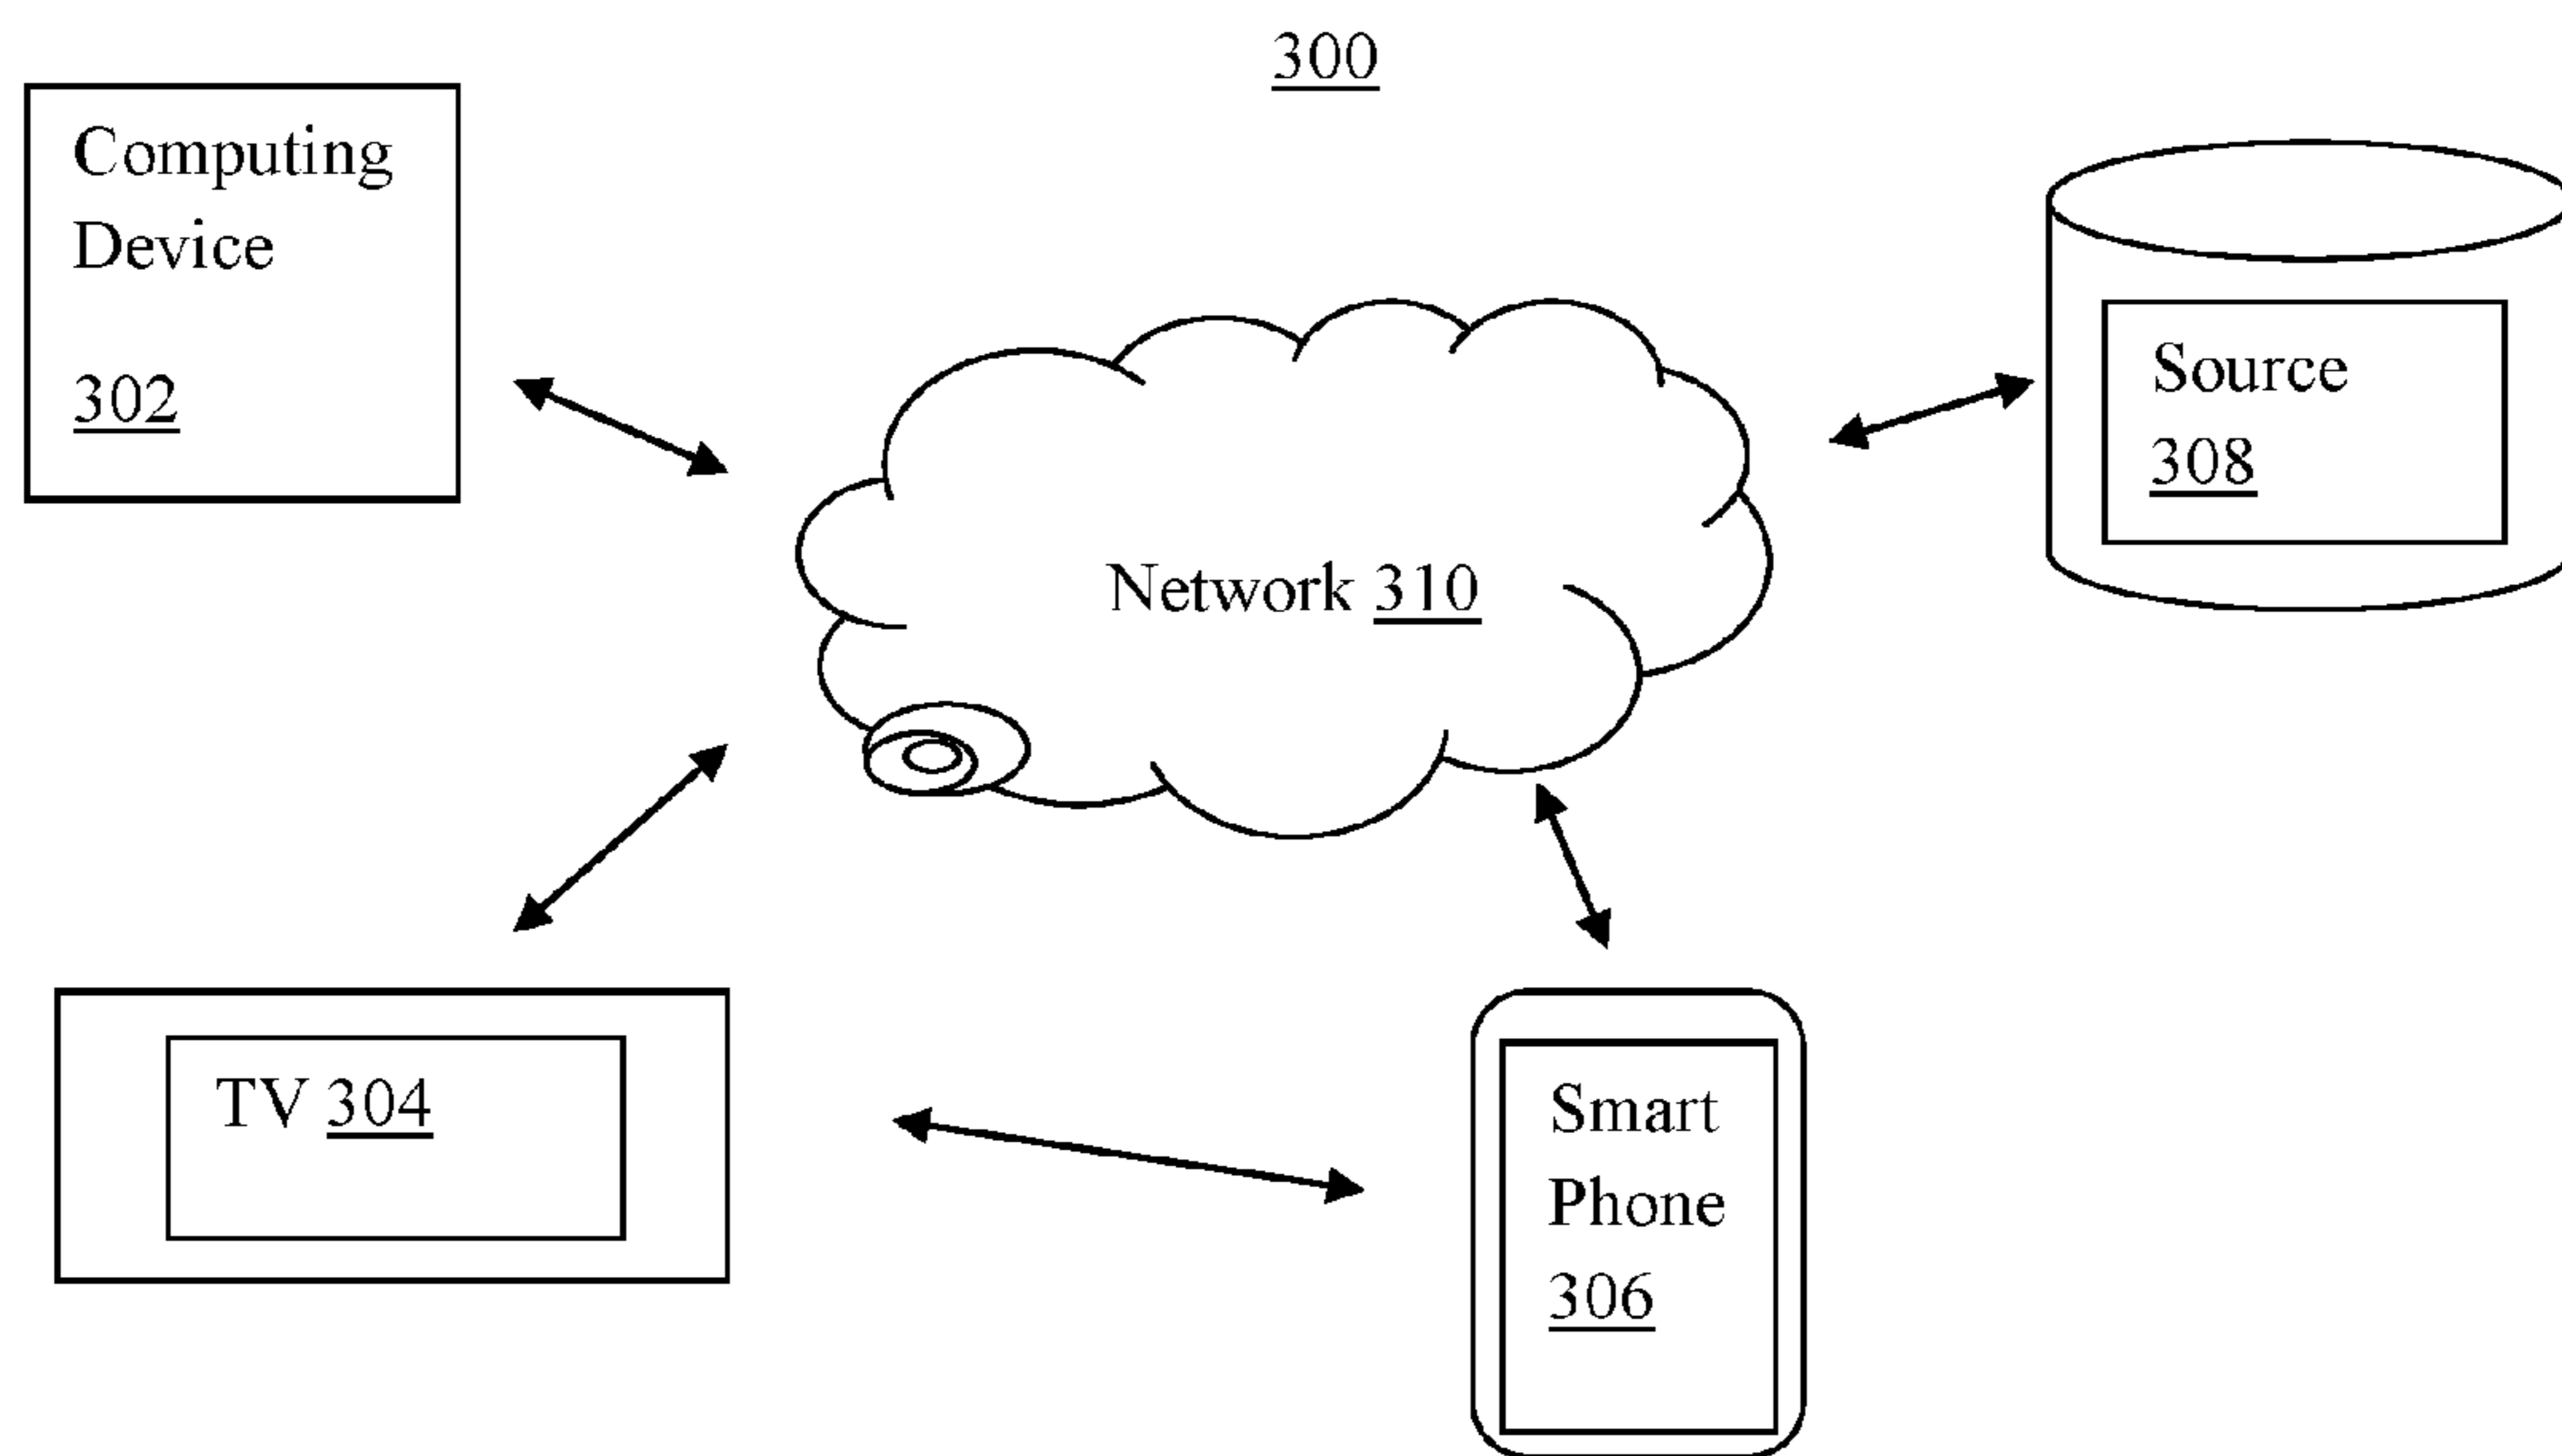 300
Computing
Device
302
Source
308
Network 310
TV 304
Smart
Phone
306